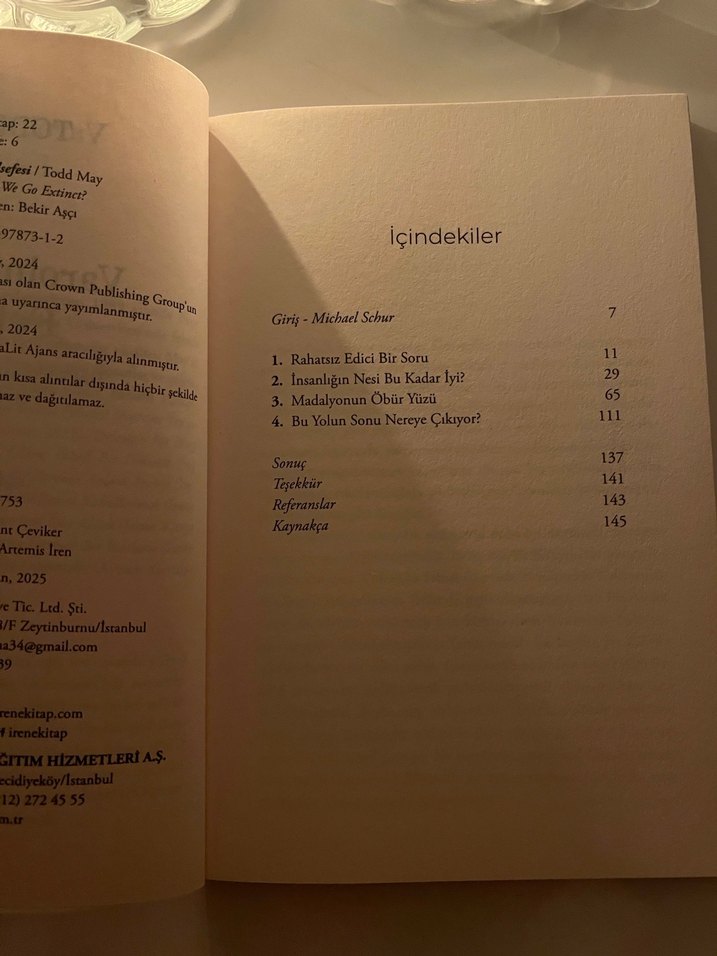 ap: 22
e: 6
sefesi / Todd May
We Go Extinct?
en: Bekir Aşçı
97873-1-2
, 2024
ası olan Crown Publishing Group'un
a uyarınca yayımlanmıştır.
, 2024
aLit Ajans aracılığıyla alınmıştır.
n kısa alıntılar dışında hiçbir şekilde
maz ve dağıtılamaz.
753
nt Çeviker
Artemis İren
n, 2025
ve Tic. Ltd. Şti.
/F Zeytinburnu/İstanbul
na34@gmail.com
39
renekitap.com
irenekitap
ĞITIM HİZMETLERİ A.Ş.
ecidiyeköy/İstanbul
12) 272 45 55
m.tr
İçindekiler
Giriş - Michael Schur 7
1. Rahatsız Edici Bir Soru 11
2. İnsanlığın Nesi Bu Kadar İyi? 29
3. Madalyonun Öbür Yüzü 65
4. Bu Yolun Sonu Nereye Çıkıyor? 111
Sonuç 137
Teşekkür 141
Referanslar 143
Kaynakça 145